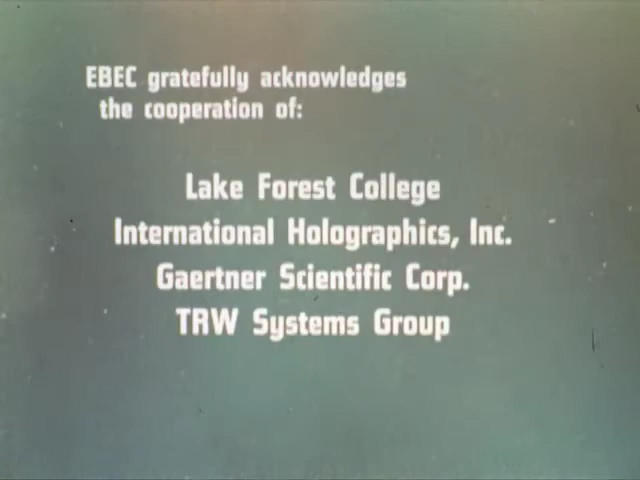 EBEC gratefully acknowledges
the cooperation of:
Lake Forest College
International Holographics, Inc.
Gaertner Scientific Corp.
TRW Systems Group